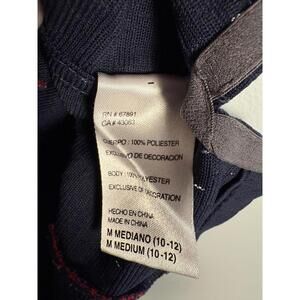 RN # 67891
CA # 43063
CUERPO : 100% POLIESTER
EXCLUSIVO DE DECORACION
BODY : 100% POLYESTER
EXCLUSIVE OF DECORATION
HECHO EN CHINA
MADE IN CHINA
M MEDIANO (10-12)
M MEDIUM (10-12)